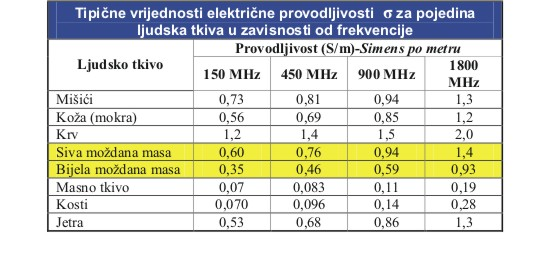 Tipične vrijednosti električne provodljivosti σ za pojedina
ljudska tkiva u zavisnosti od frekvencije
Ljudsko tkivo
Provodljivost (S/m)-Simens po metru
150 MHz 450 MHz 900 MHz 1800 MHz
Mišići 0,73 0,81 0,94 1,3
Koža (mokra) 0,56 0,69 0,85 1,2
Krv 1,2 1,4 1,5 2,0
Siva moždana masa 0,60 0,76 0,94 1,4
Bijela moždana masa 0,35 0,46 0,59 0,93
Masno tkivo 0,07 0,083 0,11 0,19
Kosti 0,070 0,096 0,14 0,28
Jetra 0,53 0,68 0,86 1,3